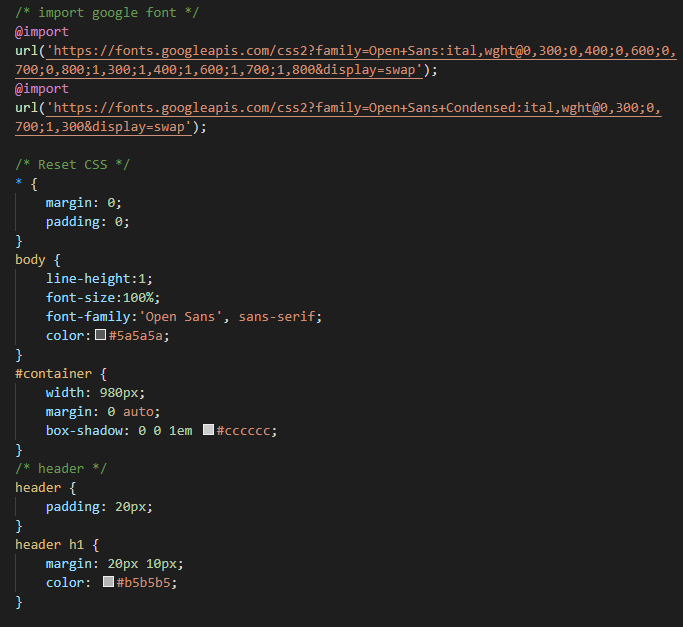 /* import google font */
@import
url('https://fonts.googleapis.com/css2?family=Open+Sans:ital,wght@0,300;0,400;0,600;0,
700;0,800;1,300;1,400;1,600;1,700;1,800&display=swap');
@import
url('https://fonts.googleapis.com/css2?family=Open+Sans+Condensed:ital,wght@0,300;0,
700;1,300&display=swap');

/* Reset CSS */
* {
    margin: 0;
    padding: 0;
}
body {
    line-height:1;
    font-size:100%;
    font-family:'Open Sans', sans-serif;
    color:#5a5a5a;
}
#container {
    width: 980px;
    margin: 0 auto;
    box-shadow: 0 0 1em #cccccc;
}
/* header */
header {
    padding: 20px;
}
header h1 {
    margin: 20px 10px;
    color: #b5b5b5;
}